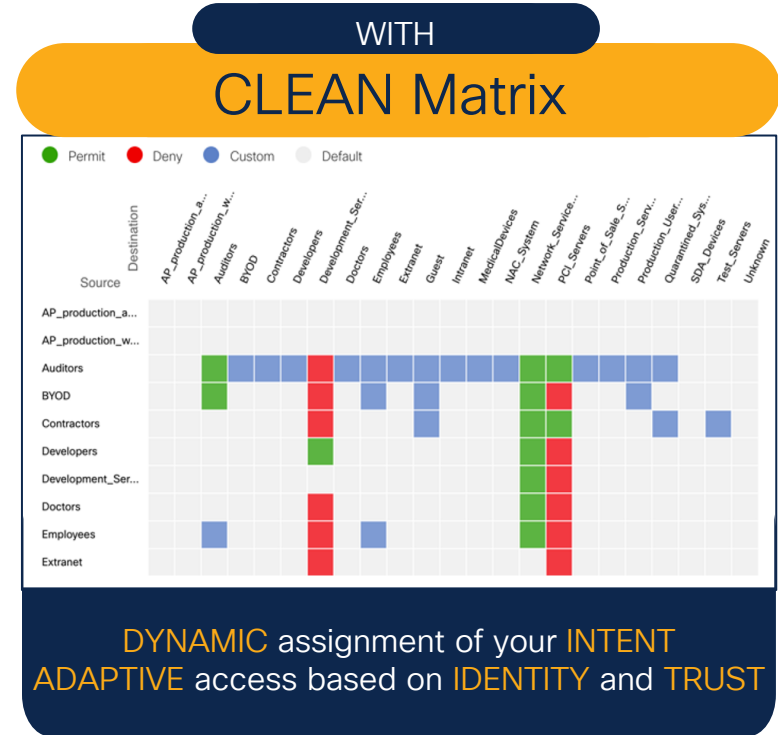 WITH
CLEAN Matrix
Permit Deny Custom Default
Destination
Source
AP_production_a...
AP_production_w...
Auditors
BYOD
Contractors
Developers
Development_Ser...
Doctors
Employees
Extranet
Guest
Intranet
MedicalDevices
NAC_System
Network_Service...
PCI_Servers
Point_of_Sale_S...
Production_Serv...
Production_User...
Quarantined_Sys...
SDA_Devices
Test_Servers
Unknown
AP_production_a...
AP_production_w...
Auditors
BYOD
Contractors
Developers
Development_Ser...
Doctors
Employees
Extranet
DYNAMIC assignment of your INTENT
ADAPTIVE access based on IDENTITY and TRUST